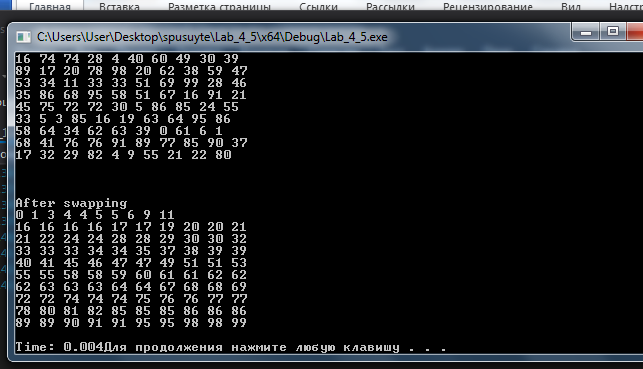 Главная Вставка Разметка страницы Ссылки Рассылки Рецензирование Вид
C:\Users\User\Desktop\spusuyte\Lab_4_5\x64\Debug\Lab_4_5.exe
16 74 74 28 4 40 60 49 30 39
89 17 20 78 98 20 62 38 59 47
53 34 11 33 33 51 69 99 28 46
35 86 68 95 58 51 67 16 91 21
45 75 72 72 30 5 86 85 24 55
33 5 3 85 16 19 63 64 95 86
58 64 34 62 63 39 0 61 6 1
68 41 76 76 91 89 77 85 90 37
17 32 29 82 4 9 55 21 22 80
After swapping
0 1 3 4 4 5 5 6 9 11
16 16 16 16 17 17 19 20 20 21
21 22 24 24 28 28 29 30 30 32
33 33 33 34 34 35 37 38 39 39
40 41 45 46 47 47 49 51 51 53
55 55 58 58 59 60 61 61 62 62
62 63 63 63 64 64 67 68 68 69
72 72 74 74 74 75 76 76 77 77
78 80 81 82 85 85 85 86 86 86
89 89 90 91 91 95 95 98 98 99
Time: 0.004Для продолжения нажмите любую клавишу . . .